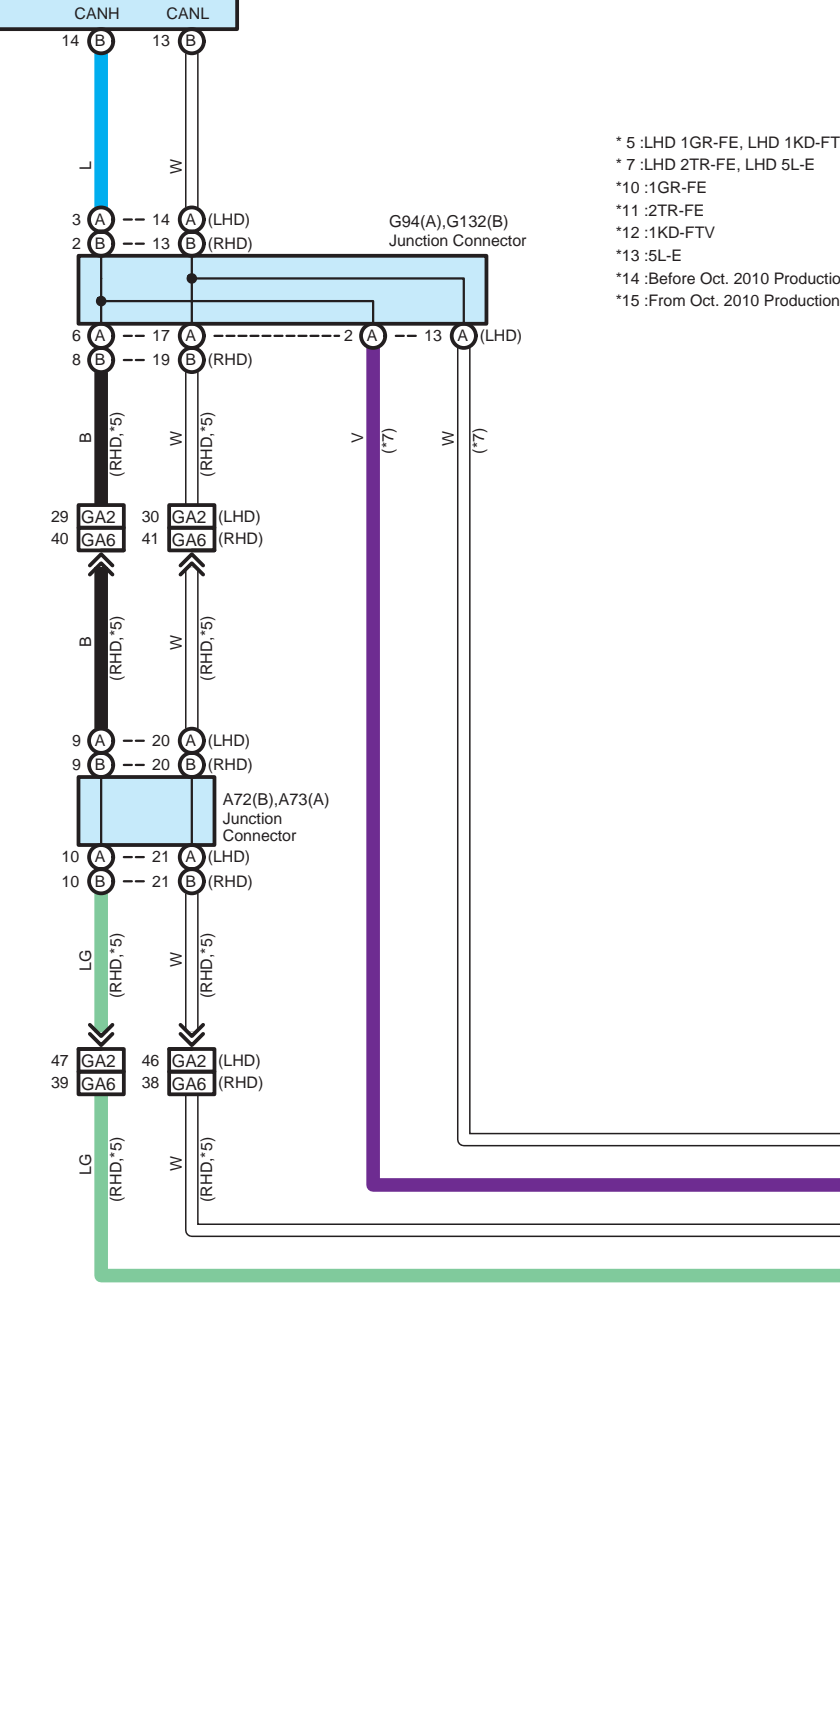 CANH CANL
14 B 13 B
L W
3 A 14 A (LHD)
2 B 13 B (RHD)
G94(A),G132(B)
Junction Connector
6 A 17 A 2 A 13 A (LHD)
8 B 19 B (RHD)
B (RHD,*5) W (RHD,*5) V (*7) W (*7)
29 GA2 30 GA2 (LHD)
40 GA6 41 GA6 (RHD)
B (RHD,*5) W (RHD,*5)
9 A 20 A (LHD)
9 B 20 B (RHD)
A72(B),A73(A)
Junction
Connector
10 A 21 A (LHD)
10 B 21 B (RHD)
LG (RHD,*5) W (RHD,*5)
47 GA2 46 GA2 (LHD)
39 GA6 38 GA6 (RHD)
LG (RHD,*5) W (RHD,*5)
* 5 :LHD 1GR-FE, LHD 1KD-FT
* 7 :LHD 2TR-FE, LHD 5L-E
*10 :1GR-FE
*11 :2TR-FE
*12 :1KD-FTV
*13 :5L-E
*14 :Before Oct. 2010 Productio
*15 :From Oct. 2010 Production